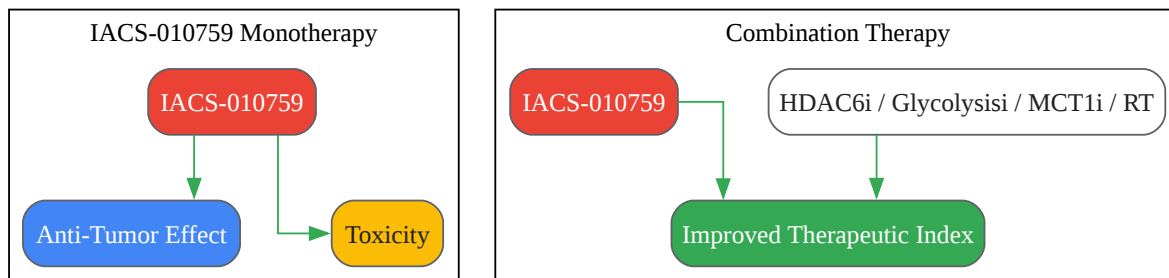 IACS-010759 Monotherapy
IACS-010759
Anti-Tumor Effect
Toxicity
Combination Therapy
IACS-010759
HDAC6i / Glycolysisi / MCT1i / RT
Improved Therapeutic Index